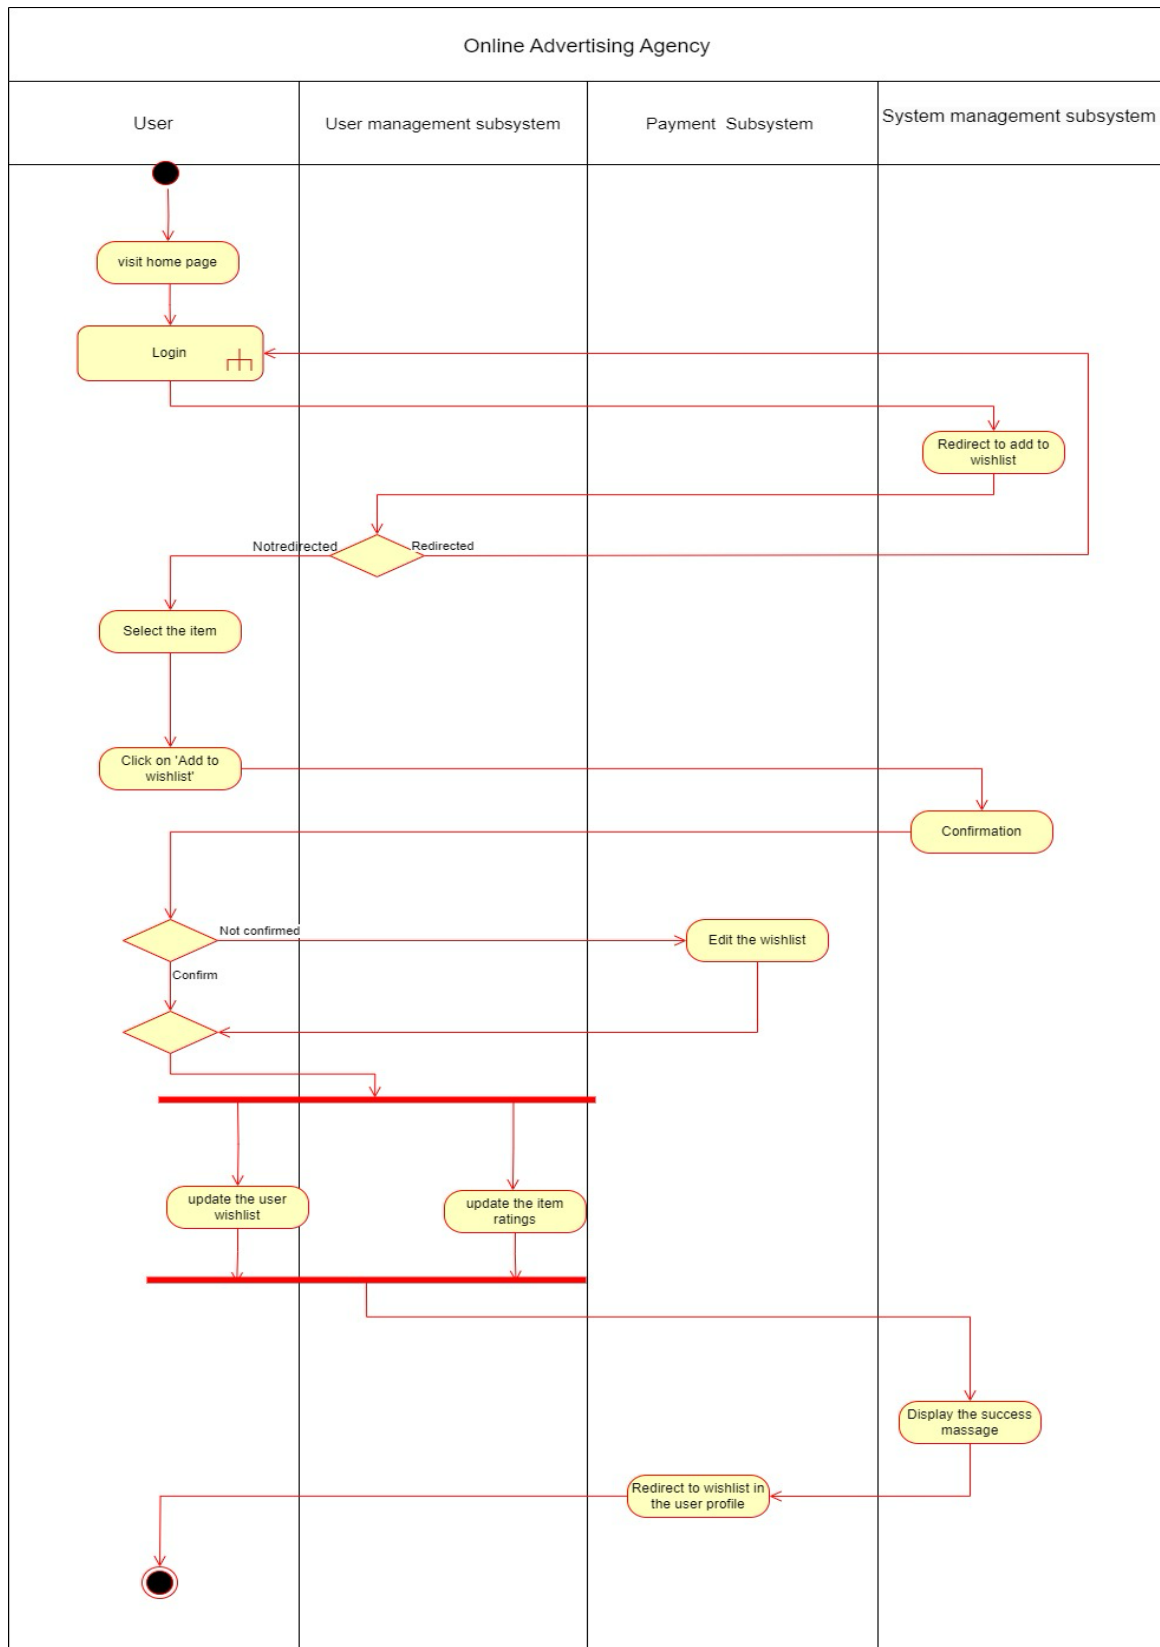 Online Advertising Agency
User
User management subsystem
Payment Subsystem
System management subsystem
visit home page
Login
Redirect to add to
wishlist
Notredirected
Redirected
Select the item
Click on 'Add to
wishlist'
Confirmation
Not confirmed
Edit the wishlist
Confirm
update the user
wishlist
update the item
ratings
Display the success
massage
Redirect to wishlist in
the user profile